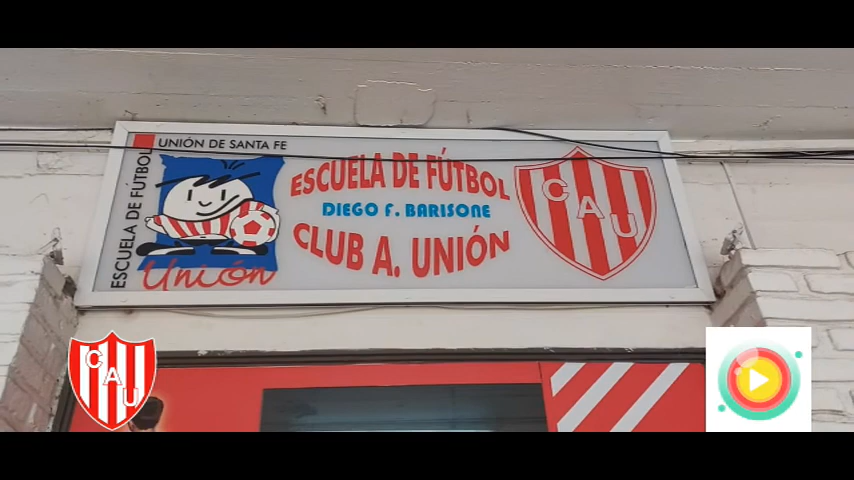 UNIÓN DE SANTA FE
ESCUELA DE FÚTBOL
Unión
ESCUELA DE FÚTBOL
DIEGO F. BARISONE
CLUB A. UNIÓN
CAU
CAU